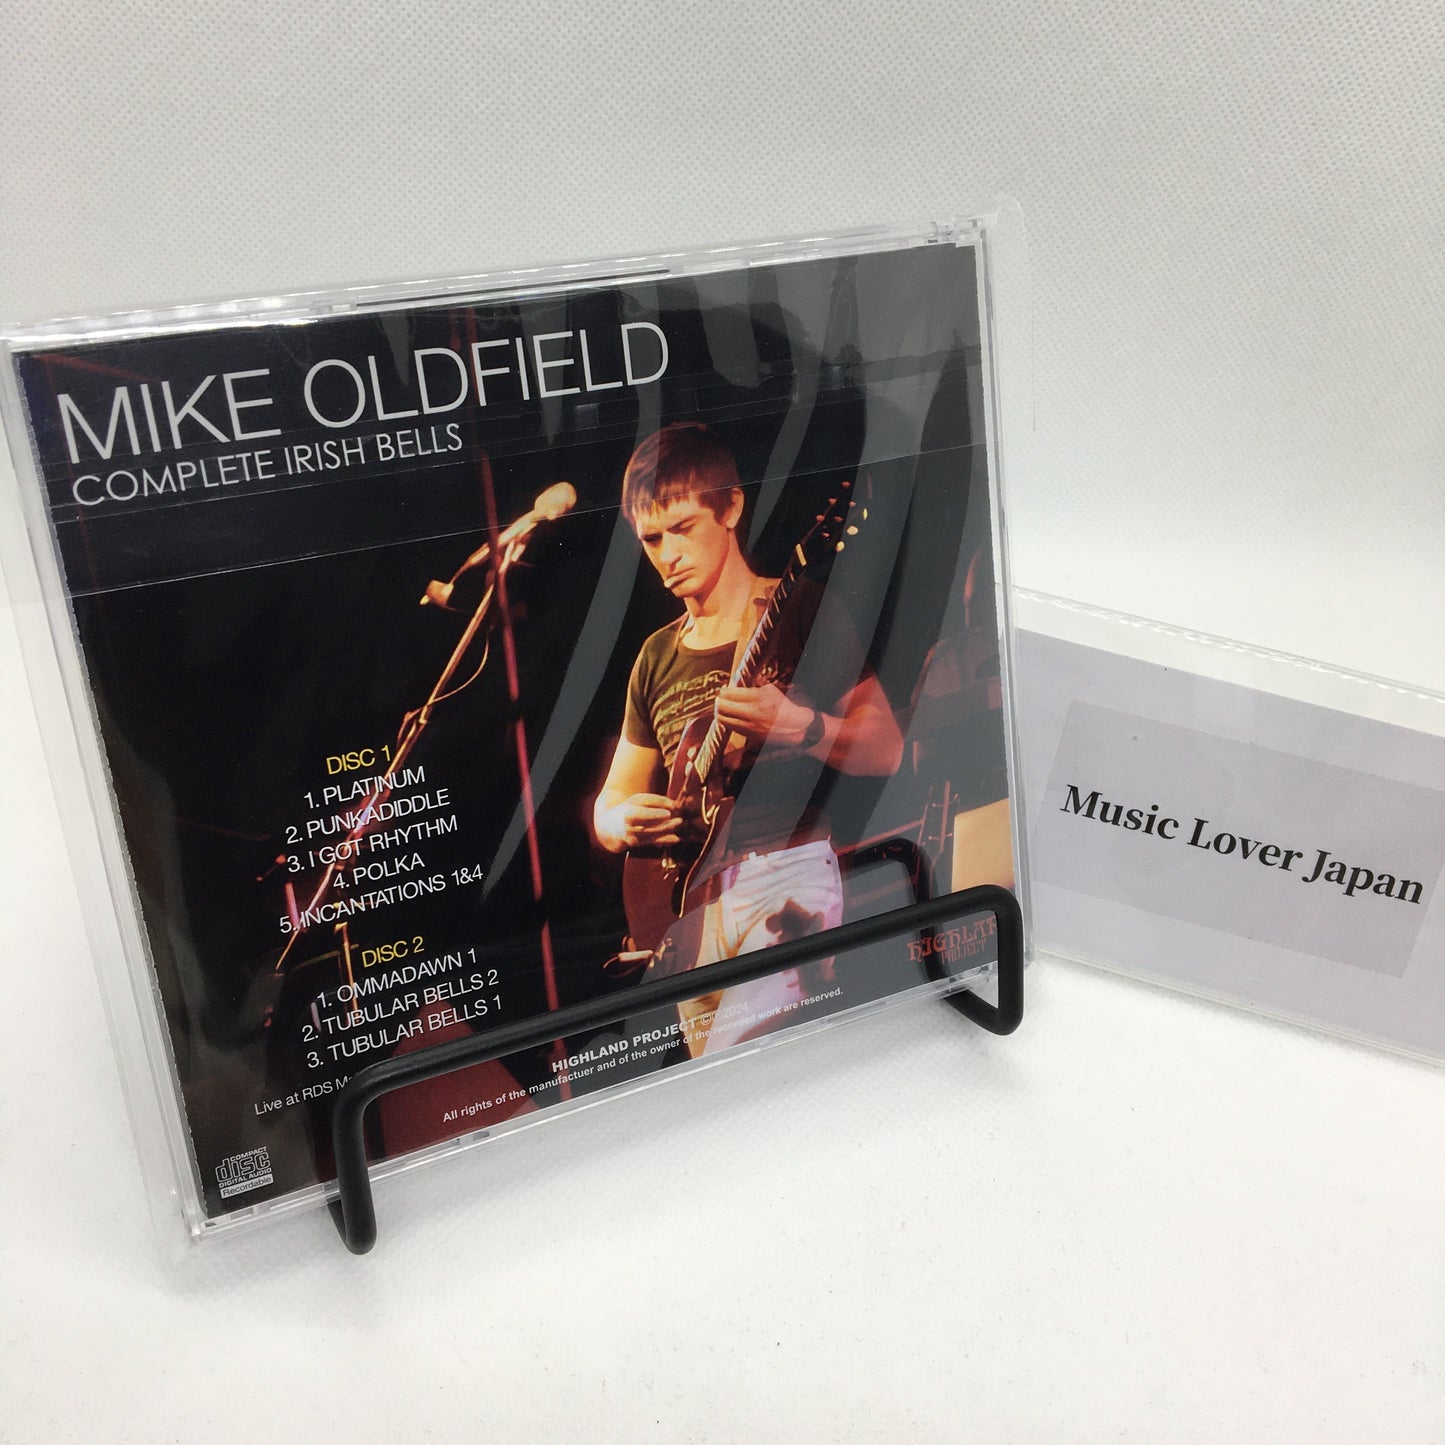 MIKE OLDFIELD
COMPLETE IRISH BELLS
DISC 1
1. PLATINUM
2. PUNKADIDDLE
3. I GOT RHYTHM
4. POLKA
5. INCANTATIONS 1&4
DISC 2
1. OMMADAWN 1
2. TUBULAR BELLS 2
3. TUBULAR BELLS 1
Live at RDS
HIGHLAND PROJECT ©℗2024
All rights of the manufactuer and of the owner of the recorded work are reserved.
COMPACT
disc
DIGITAL AUDIO
Recordable
HIGHLAN
PROJECT
Music Lover Japan